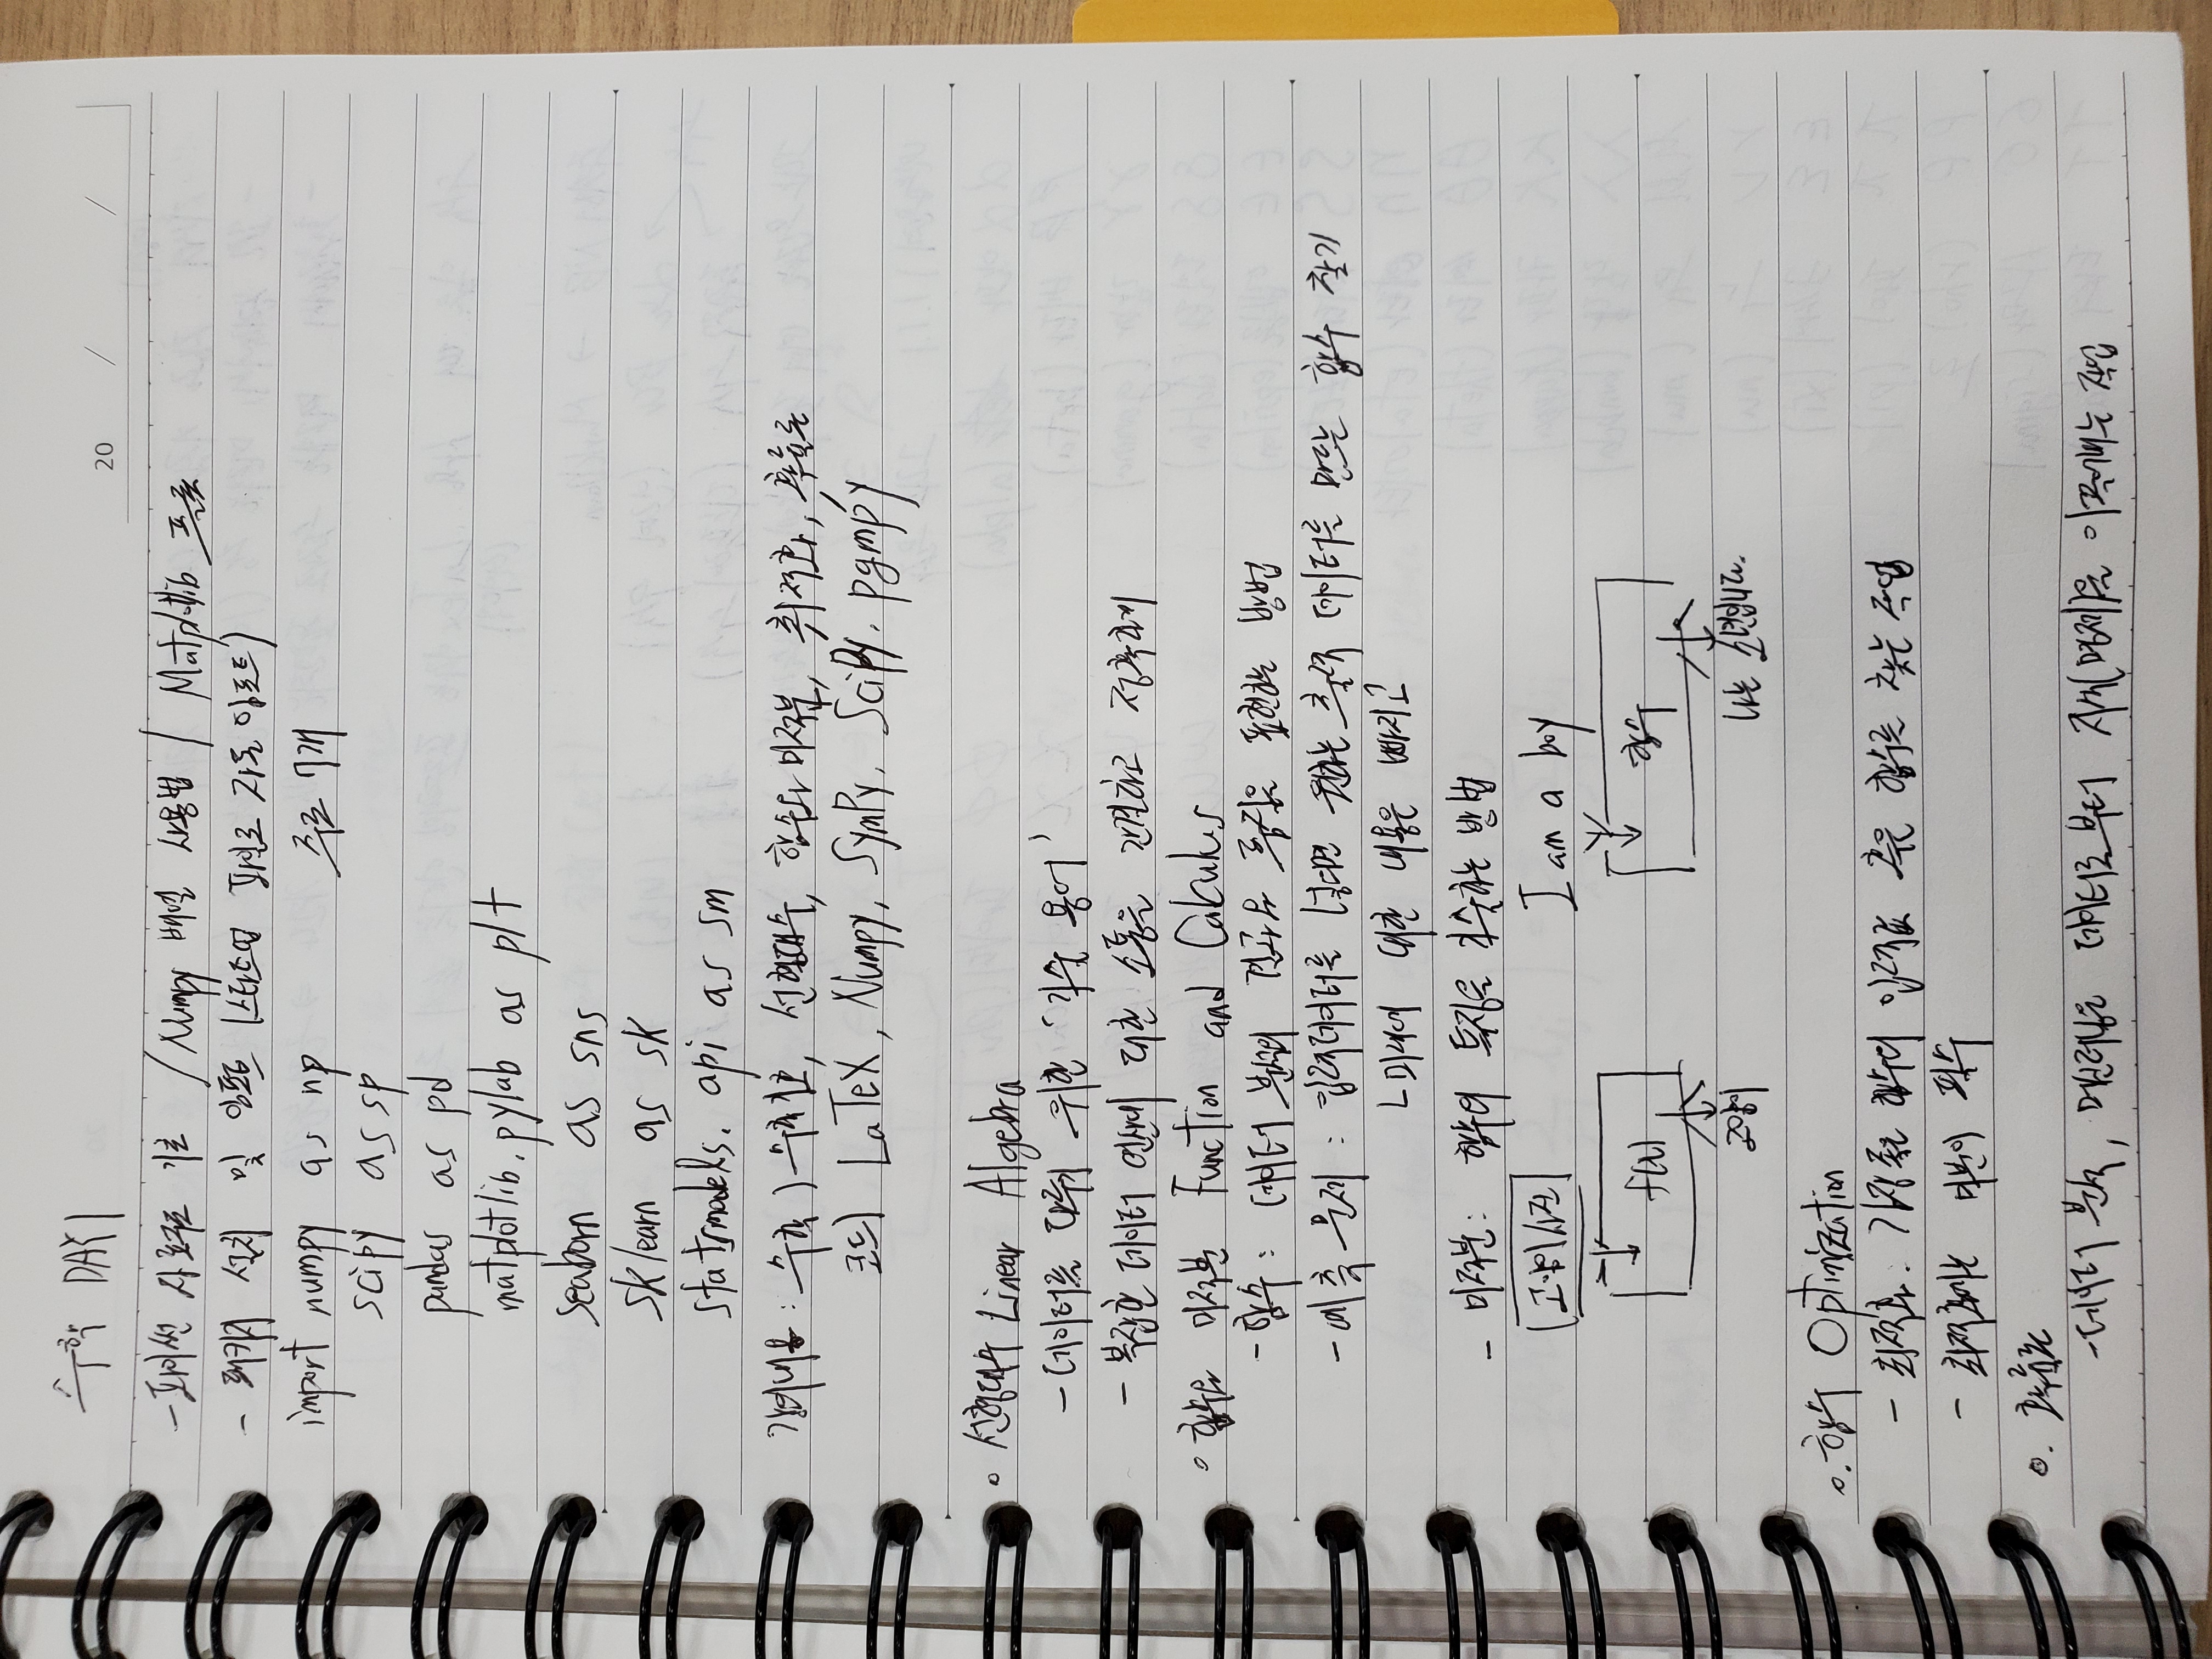 수학 DAY1
20 / /
- 파이썬 자료구조 기초 / Numpy 배열 사용법 / Matplotlib 플롯
- 패키지 설치 및 임포트 (스타트업 파일로 자동 임포트)
import numpy as np 주로 7개
scipy as sp
pandas as pd
matplotlib.pylab as plt
seaborn as sns
sklearn as sk
statsmodels.api as sm
강의내용 : 수학) 수학기초, 선형대수, 함수와 미적분, 최적화, 확률론
코드) LaTeX, Numpy, SymPy, SciPy, pgmpy
○ 선형대수 Linear Algebra
- 데이터를 다루기 위한 '기술 용어'
- 복잡한 데이터 연산에 대한 소통을 간결하고 정확하게
○ 함수와 미적분 Function and Calculus
- 함수 : 데이터 분석의 결과와 특징을 표현하는 방법
- 예측 문제 : 입력데이터를 넣으면 원하는 출력 데이터를 만드는 함수 찾기
ㄴ미래에 대한 내용은 빠지고
- 미적분 : 함수의 특징을 기술하는 방법
고양이사진 I am a boy
f(x) 함수
고양이 나는 소년입니다.
○. 함수 Optimization
- 최적화 : 가장 좋은 함수의 입력값 혹은 함수를 찾는 작업
- 최적화에는 미분이 필수
○. 확률론
- 데이터 분석, 머신러닝은 데이터로부터 지식(명제)을 이끌어내는 작업